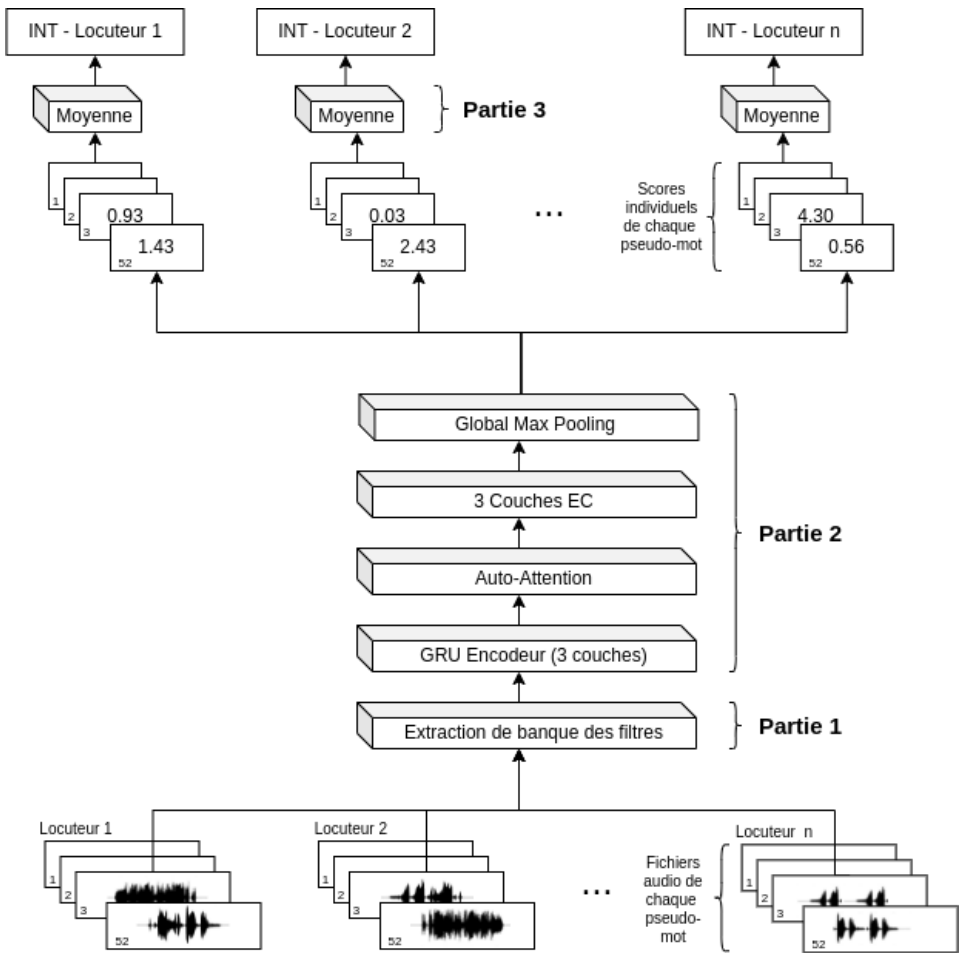 INT - Locuteur 1
INT - Locuteur 2
INT - Locuteur n
Moyenne
Moyenne
Partie 3
Moyenne
1
2
3
0.93
52
1.43
1
2
3
0.03
52
2.43
...
Scores
individuels
de chaque
pseudo-mot
1
2
3
4.30
52
0.56
Global Max Pooling
3 Couches EC
Auto-Attention
GRU Encodeur (3 couches)
Partie 2
Extraction de banque des filtres
Partie 1
Locuteur 1
1
2
3
52
Locuteur 2
1
2
3
52
...
Fichiers
audio de
chaque
pseudo-
mot
Locuteur n
1
2
3
52